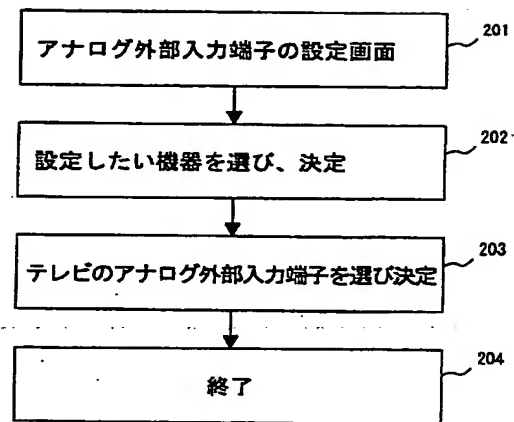 アナログ外部入力端子の設定画面
201
設定したい機器を選び、決定
202
テレビのアナログ外部入力端子を選び決定
203
終了
204